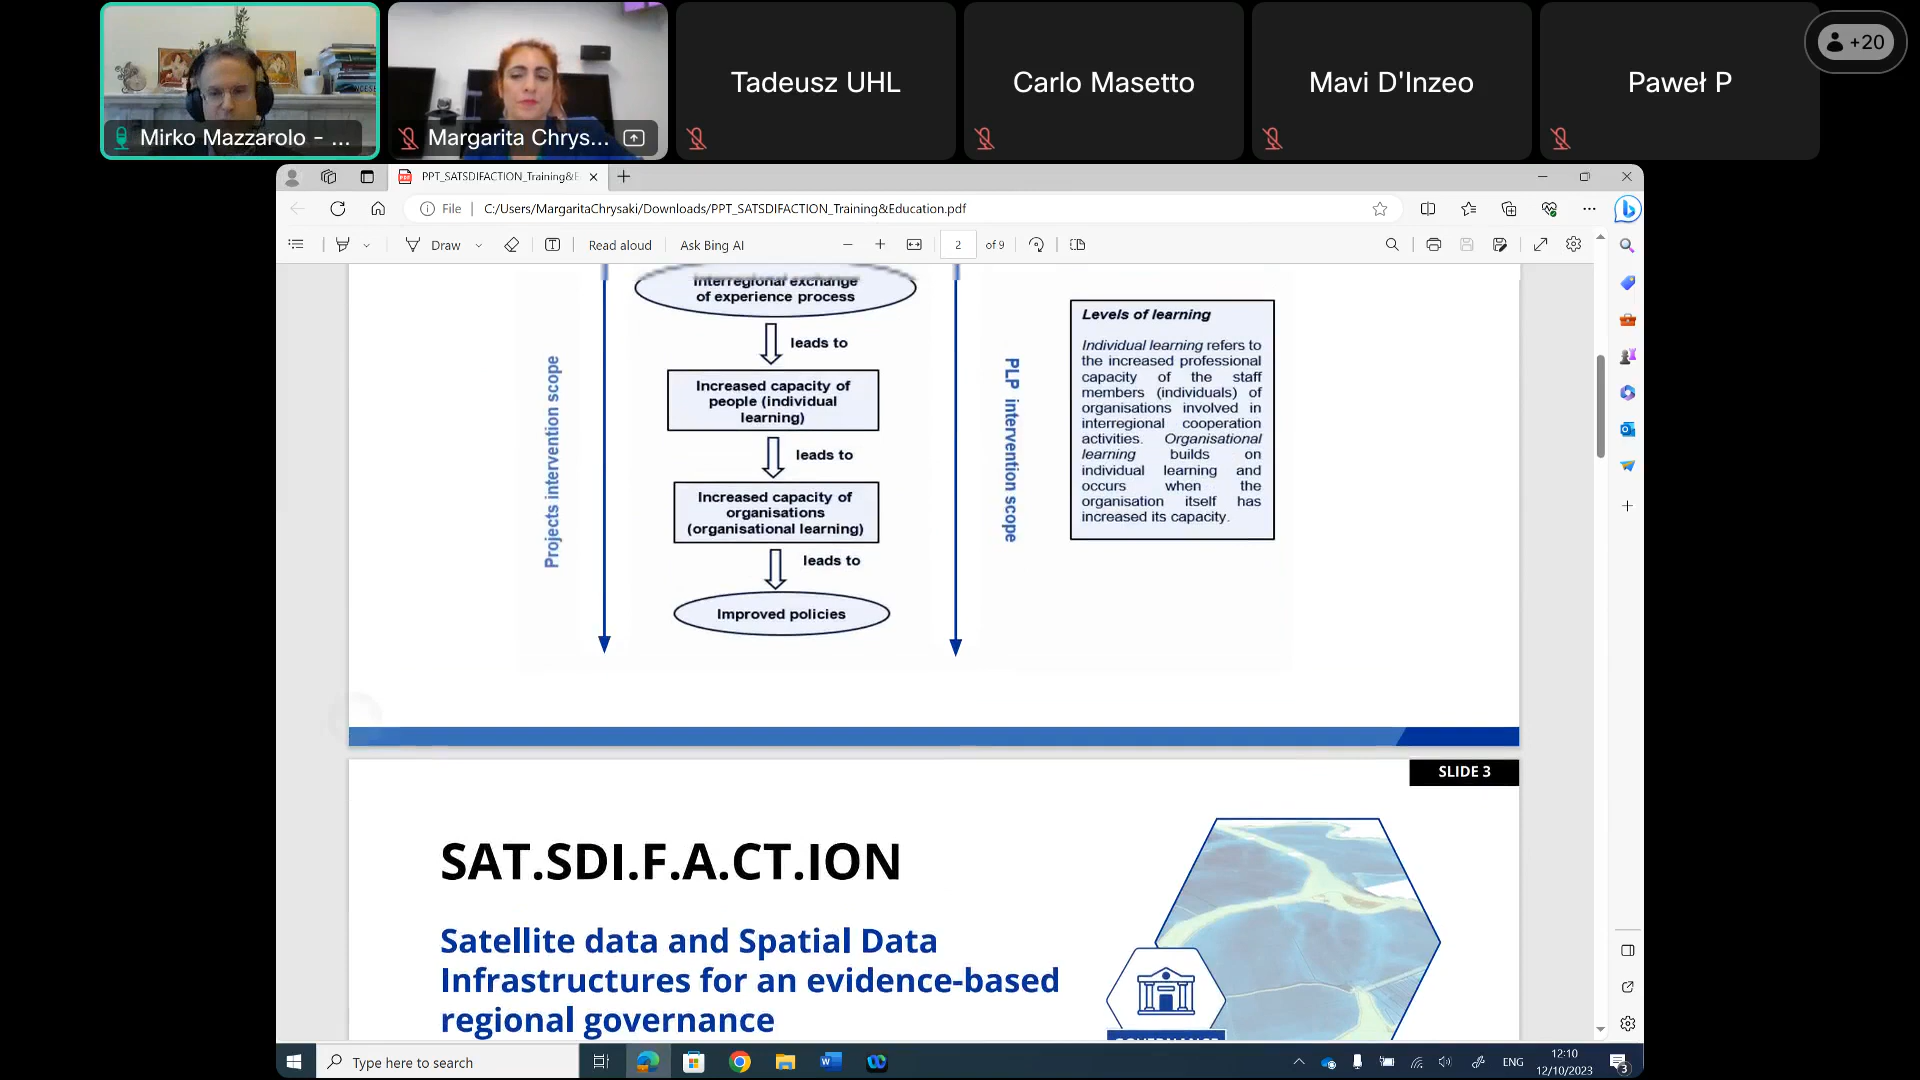 Mirko Mazzarolo - ...
Margarita Chrys...
Tadeusz UHL
Carlo Masetto
Mavi D'Inzeo
Paweł P
+20
PPT_SATSDIFACTION_Training&E
File
C:/Users/MargaritaChrysaki/Downloads/PPT_SATSDIFACTION_Training&Education.pdf
Draw
Read aloud
Ask Bing AI
2
of 9
Projects intervention scope
Interregional exchange
of experience process
leads to
Increased capacity of
people (individual
learning)
leads to
Increased capacity of
organisations
(organisational learning)
leads to
Improved policies
PLP intervention scope
Levels of learning
Individual learning refers to
the increased professional
capacity of the staff
members (individuals) of
organisations involved in
interregional cooperation
activities. Organisational
learning builds on
individual learning and
occurs when the
organisation itself has
increased its capacity.
SLIDE 3
SAT.SDI.F.A.CT.ION
Satellite data and Spatial Data
Infrastructures for an evidence-based
regional governance
Type here to search
ENG
12:10
12/10/2023
3